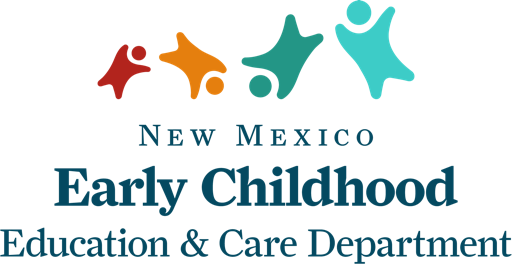 New Mexico
Early Childhood
Education & Care Department